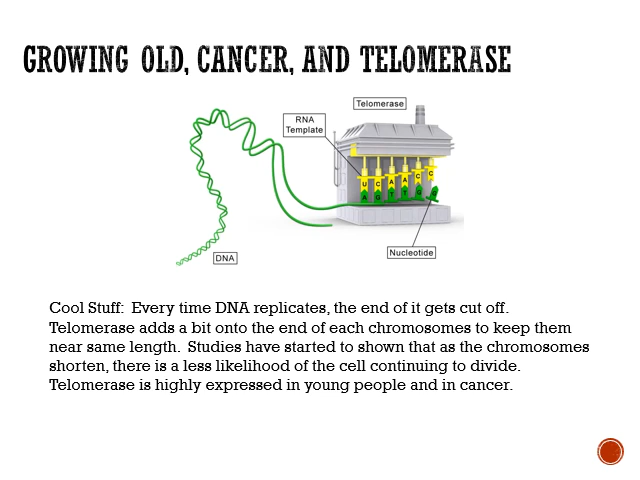 GROWING OLD, CANCER, AND TELOMERASE
Telomerase
RNA
Template
U C A A C C
A G T T G
Nucleotide
DNA
Cool Stuff: Every time DNA replicates, the end of it gets cut off.
Telomerase adds a bit onto the end of each chromosomes to keep them
near same length. Studies have started to shown that as the chromosomes
shorten, there is a less likelihood of the cell continuing to divide.
Telomerase is highly expressed in young people and in cancer.